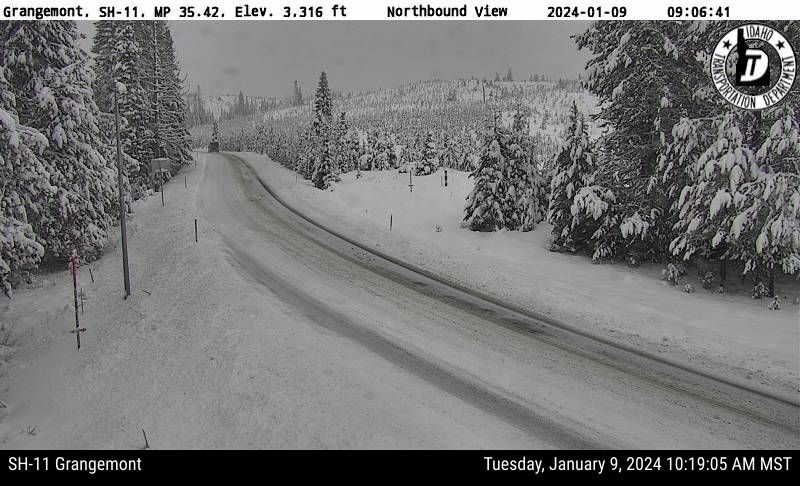 Grangemont, SH-11, MP 35.42, Elev. 3,316 ft Northbound View 2024-01-09 09:06:41
IDAHO
TRANSPORTATION DEPARTMENT
SH-11 Grangemont Tuesday, January 9, 2024 10:19:05 AM MST